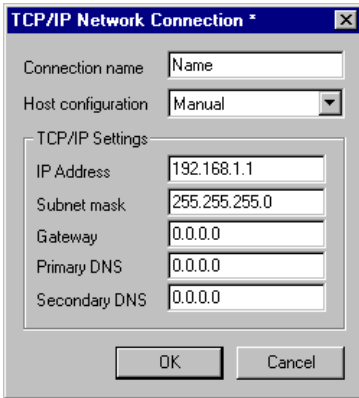 TCP/IP Network Connection *
Connection name Name
Host configuration Manual
TCP/IP Settings
IP Address 192.168.1.1
Subnet mask 255.255.255.0
Gateway 0.0.0.0
Primary DNS 0.0.0.0
Secondary DNS 0.0.0.0
OK Cancel